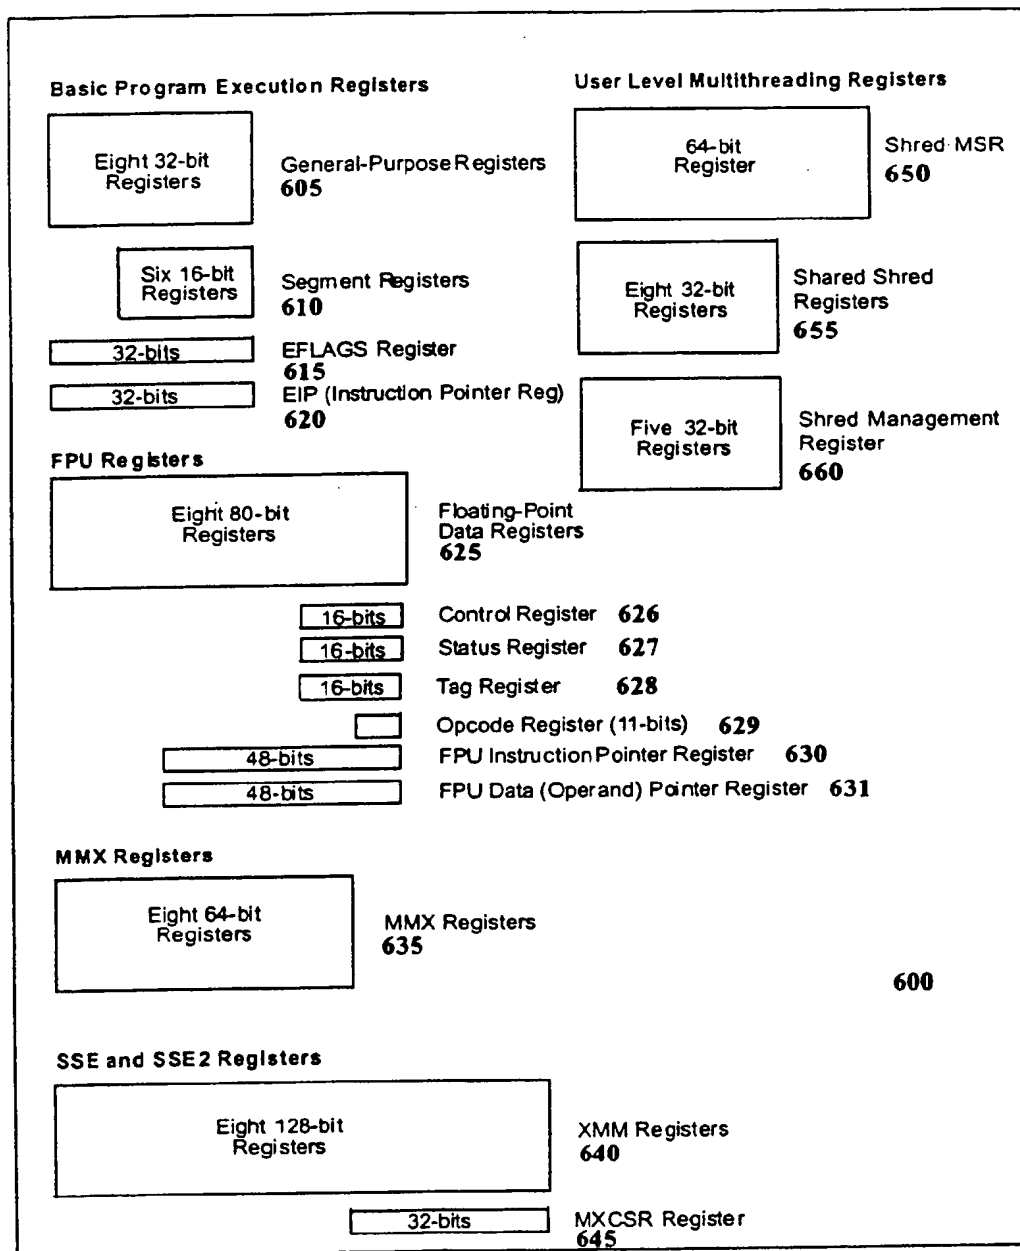 Basic Program Execution Registers
Eight 32-bit
Registers
General-Purpose Registers
605
Six 16-bit
Registers
Segment Registers
610
32-bits
EFLAGS Register
615
32-bits
EIP (Instruction Pointer Reg)
620
User Level Multithreading Registers
64-bit
Register
Shred MSR
650
Eight 32-bit
Registers
Shared Shred
Registers
655
Five 32-bit
Registers
Shred Management
Register
660
FPU Registers
Eight 80-bit
Registers
Floating-Point
Data Registers
625
16-bits
Control Register 626
16-bits
Status Register 627
16-bits
Tag Register 628
Opcode Register (11-bits) 629
48-bits
FPU Instruction Pointer Register 630
48-bits
FPU Data (Operand) Pointer Register 631
MMX Registers
Eight 64-bit
Registers
MMX Registers
635
600
SSE and SSE2 Registers
Eight 128-bit
Registers
XMM Registers
640
32-bits
MXCSR Register
645